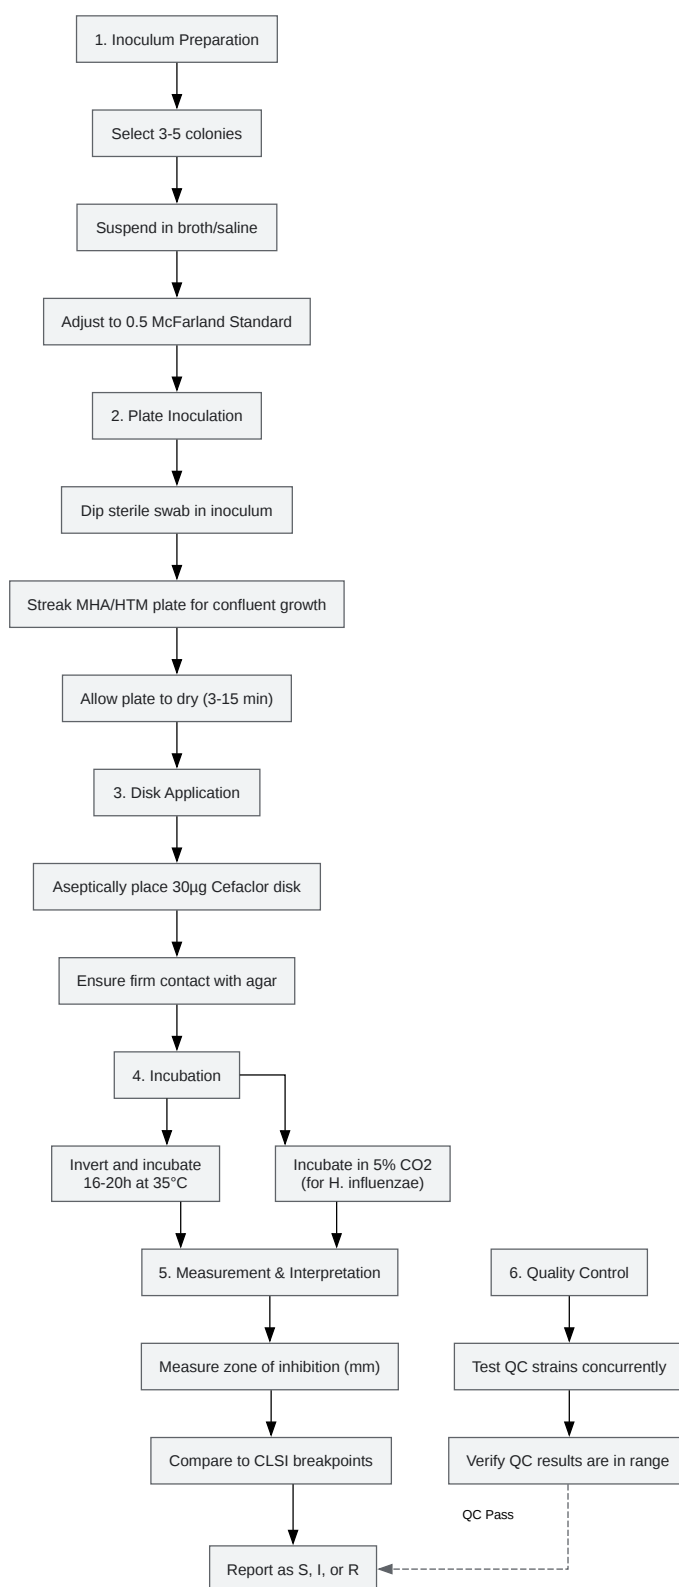 1. Inoculum Preparation
Select 3-5 colonies
Suspend in broth/saline
Adjust to 0.5 McFarland Standard
2. Plate Inoculation
Dip sterile swab in inoculum
Streak MHA/HTM plate for confluent growth
Allow plate to dry (3-15 min)
3. Disk Application
Aseptically place 30µg Cefaclor disk
Ensure firm contact with agar
4. Incubation
Invert and incubate
16-20h at 35°C
Incubate in 5% CO2
(for H. influenzae)
5. Measurement & Interpretation
Measure zone of inhibition (mm)
Compare to CLSI breakpoints
6. Quality Control
Test QC strains concurrently
Verify QC results are in range
QC Pass
Report as S, I, or R